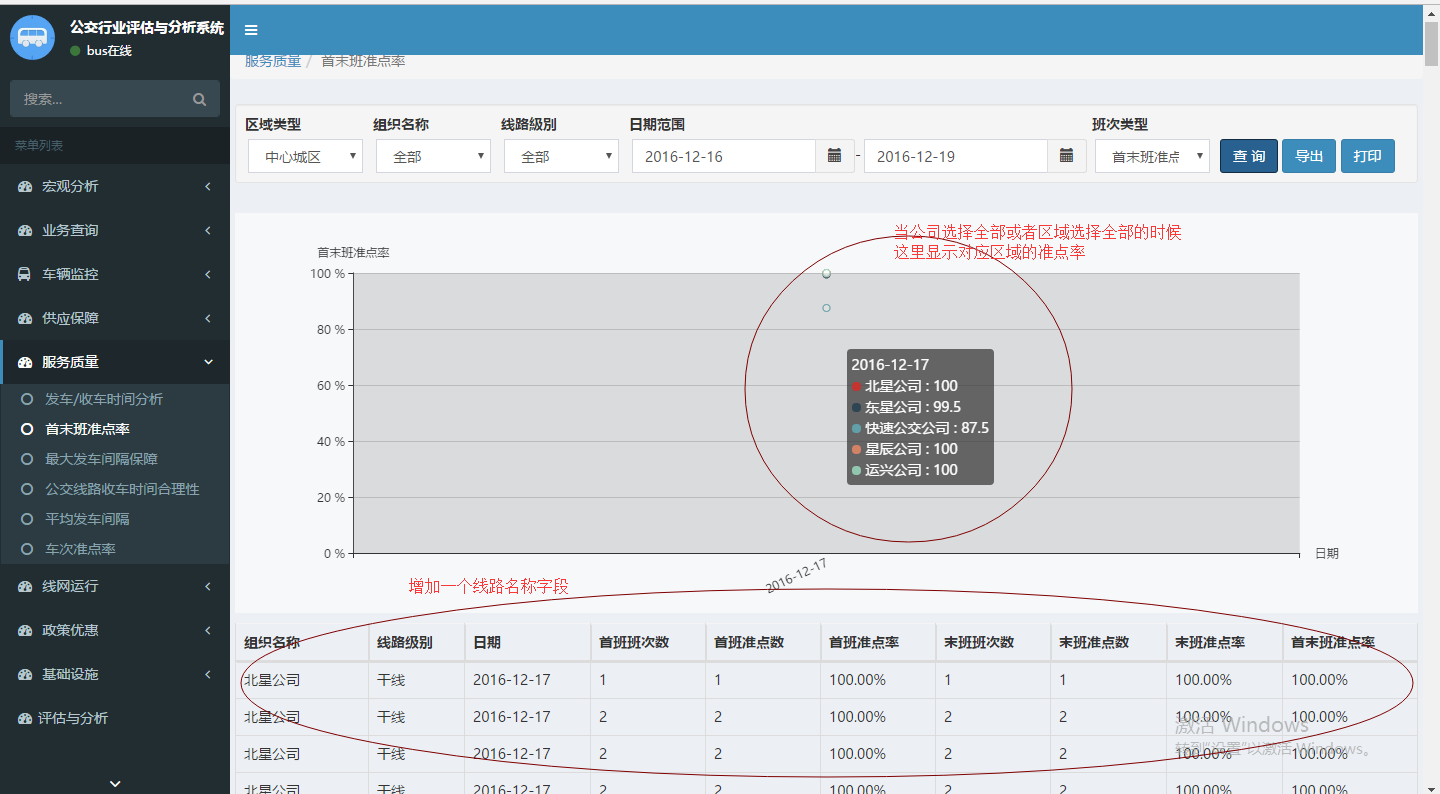 公交行业评估与分析系统
bus在线
搜索...
菜单列表
宏观分析
业务查询
车辆监控
供应保障
服务质量
发车/收车时间分析
首末班准点率
最大发车间隔保障
公交线路收车时间合理性
平均发车间隔
车次准点率
线网运行
政策优惠
基础设施
评估与分析
服务质量 / 首末班准点率
区域类型 组织名称 线路级别 日期范围 班次类型
中心城区 全部 全部 2016-12-16 - 2016-12-19 首末班准点 查询 导出 打印
当公司选择全部或者区域选择全部的时候
这里显示对应区域的准点率
首末班准点率
100 %
80 %
60 %
40 %
20 %
0 %
2016-12-17
北星公司 : 100
东星公司 : 99.5
快速公交公司 : 87.5
星辰公司 : 100
运兴公司 : 100
日期
2016-12-17
增加一个线路名称字段
组织名称 线路级别 日期 首班班次数 首班准点数 首班准点率 末班班次数 末班准点数 末班准点率 首末班准点率
北星公司 干线 2016-12-17 1 1 100.00% 1 1 100.00% 100.00%
北星公司 干线 2016-12-17 2 2 100.00% 2 2 100.00% 100.00%
北星公司 干线 2016-12-17 2 2 100.00% 2 2 100.00% 100.00%
北星公司 干线 2016-12-17 2 2 100.00% 2 2 100.00% 100.00%
激活 Windows
转到"设置"以激活 Windows。